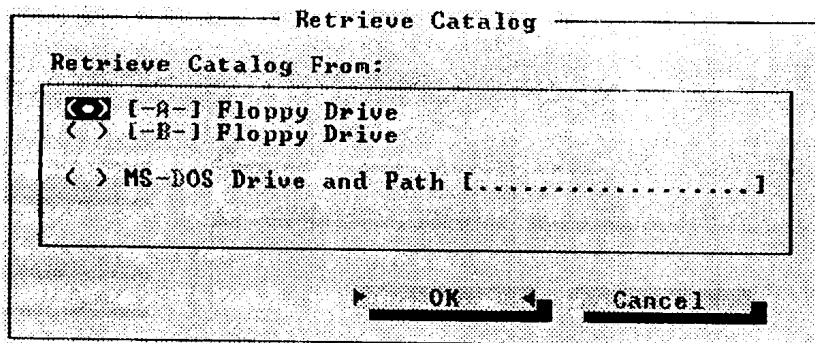 Retrieve Catalog
Retrieve Catalog From:
(•) [-A-] Floppy Drive
( ) [-B-] Floppy Drive
( ) MS-DOS Drive and Path [...................]
OK
Cancel